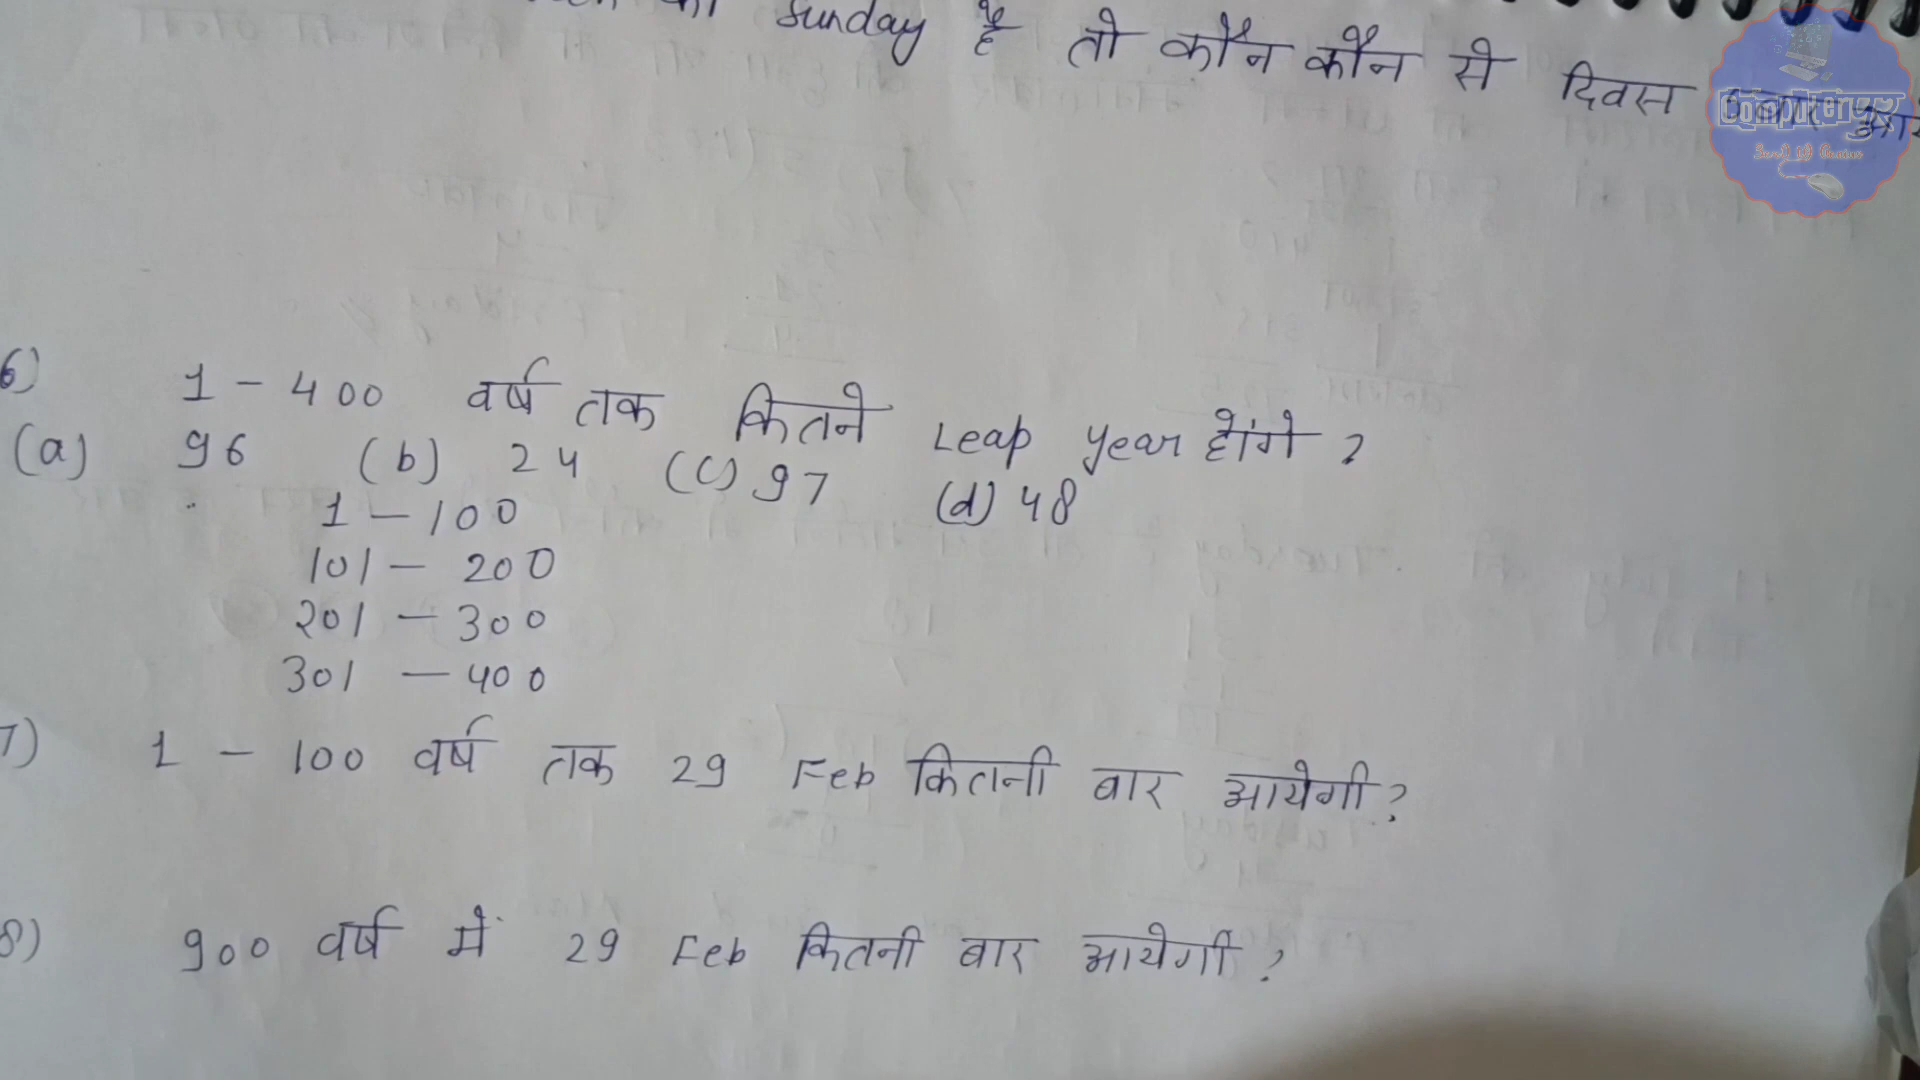 Sunday है तो कौन कौन से दिवस
Computerगुरु
6) 1 - 400 वर्ष तक कितने Leap year होंगे ?
(a) 96 (b) 24 (c) 97 (d) 48
1 - 100
101 - 200
201 - 300
301 - 400
7) 1 - 100 वर्ष तक 29 Feb कितनी बार आयेगी?
8) 900 वर्ष में 29 Feb कितनी बार आयेगी?